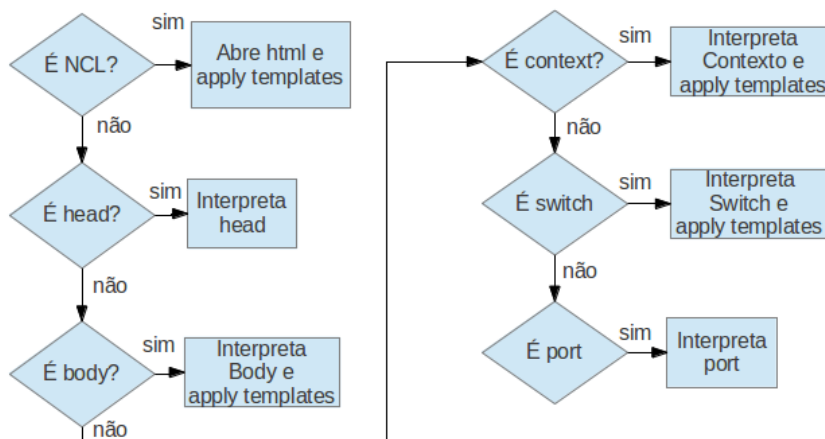 É NCL?
sim
Abre html e
apply templates
não
É head?
sim
Interpreta
head
não
É body?
sim
Interpreta
Body e
apply templates
não
É context?
sim
Interpreta
Contexto e
apply templates
não
É switch
sim
Interpreta
Switch e
apply templates
não
É port
sim
Interpreta
port